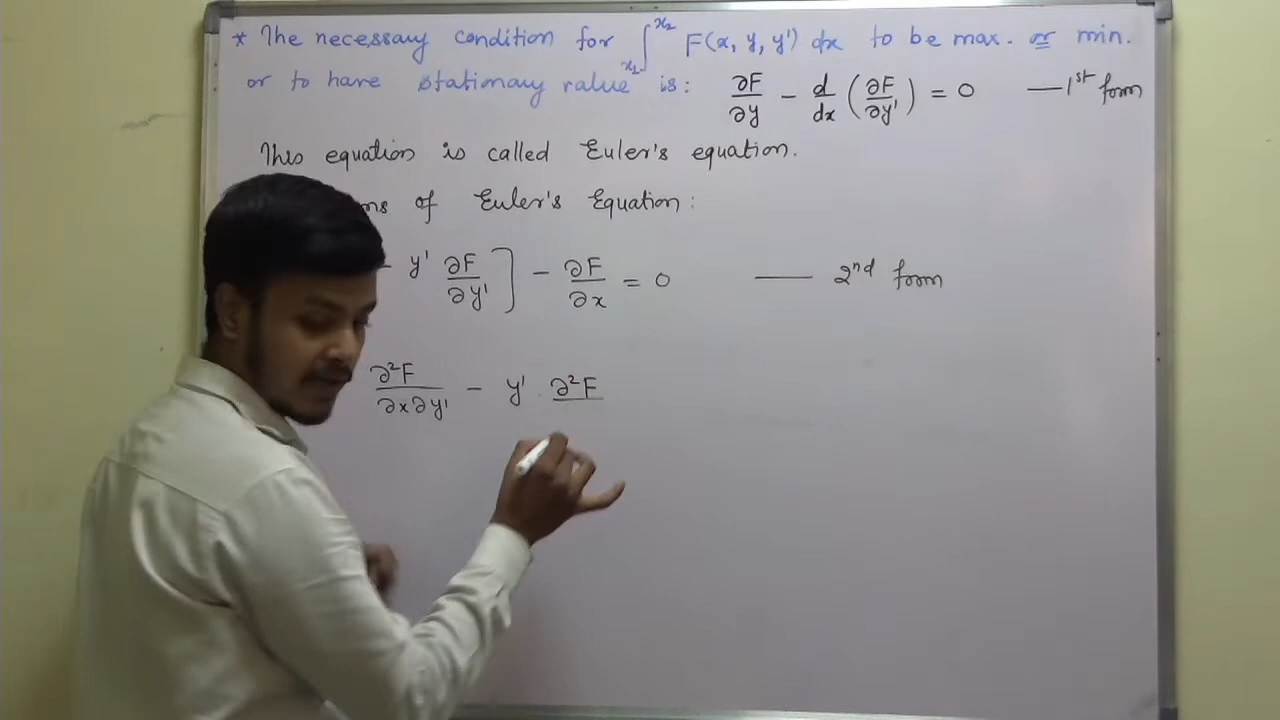 * The necessary condition for ∫_{x₁}^{x₂} F(x, y, y') dx to be max. or min.
or to have stationary value is: ∂F/∂y - d/dx (∂F/∂y') = 0 — 1st form
This equation is called Euler's equation.
of Euler's Equation:
- y' ∂F/∂y' ] - ∂F/∂x = 0 — 2nd form
∂²F/∂x∂y' - y' ∂²F